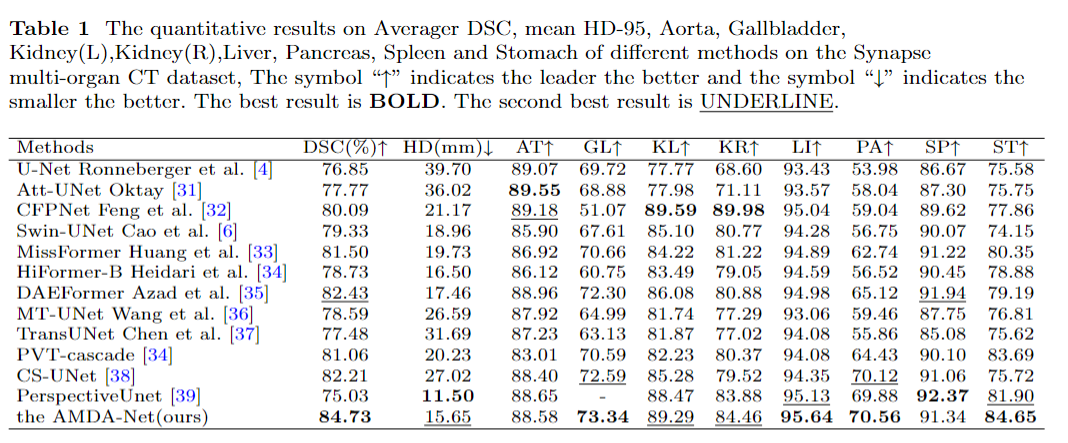 Table 1 The quantitative results on Averager DSC, mean HD-95, Aorta, Gallbladder,
Kidney(L),Kidney(R),Liver, Pancreas, Spleen and Stomach of different methods on the Synapse
multi-organ CT dataset, The symbol “↑” indicates the leader the better and the symbol “↓” indicates the
smaller the better. The best result is BOLD. The second best result is UNDERLINE.
Methods DSC(%)↑ HD(mm)↓ AT↑ GL↑ KL↑ KR↑ LI↑ PA↑ SP↑ ST↑
U-Net Ronneberger et al. [4] 76.85 39.70 89.07 69.72 77.77 68.60 93.43 53.98 86.67 75.58
Att-UNet Oktay [31] 77.77 36.02 89.55 68.88 77.98 71.11 93.57 58.04 87.30 75.75
CFPNet Feng et al. [32] 80.09 21.17 89.18 51.07 89.59 89.98 95.04 59.04 89.62 77.86
Swin-UNet Cao et al. [6] 79.33 18.96 85.90 67.61 85.10 80.77 94.28 56.75 90.07 74.15
MissFormer Huang et al. [33] 81.50 19.73 86.92 70.66 84.22 81.22 94.89 62.74 91.22 80.35
HiFormer-B Heidari et al. [34] 78.73 16.50 86.12 60.75 83.49 79.05 94.59 56.52 90.45 78.88
DAEFormer Azad et al. [35] 82.43 17.46 88.96 72.30 86.08 80.88 94.98 65.12 91.94 79.19
MT-UNet Wang et al. [36] 78.59 26.59 87.92 64.99 81.74 77.29 93.06 59.46 87.75 76.81
TransUNet Chen et al. [37] 77.48 31.69 87.23 63.13 81.87 77.02 94.08 55.86 85.08 75.62
PVT-cascade [34] 81.06 20.23 83.01 70.59 82.23 80.37 94.08 64.43 90.10 83.69
CS-UNet [38] 82.21 27.02 88.40 72.59 85.28 79.52 94.35 70.12 91.06 75.72
PerspectiveUnet [39] 75.03 11.50 88.65 - 88.47 83.88 95.13 69.88 92.37 81.90
the AMDA-Net(ours) 84.73 15.65 88.58 73.34 89.29 84.46 95.64 70.56 91.34 84.65